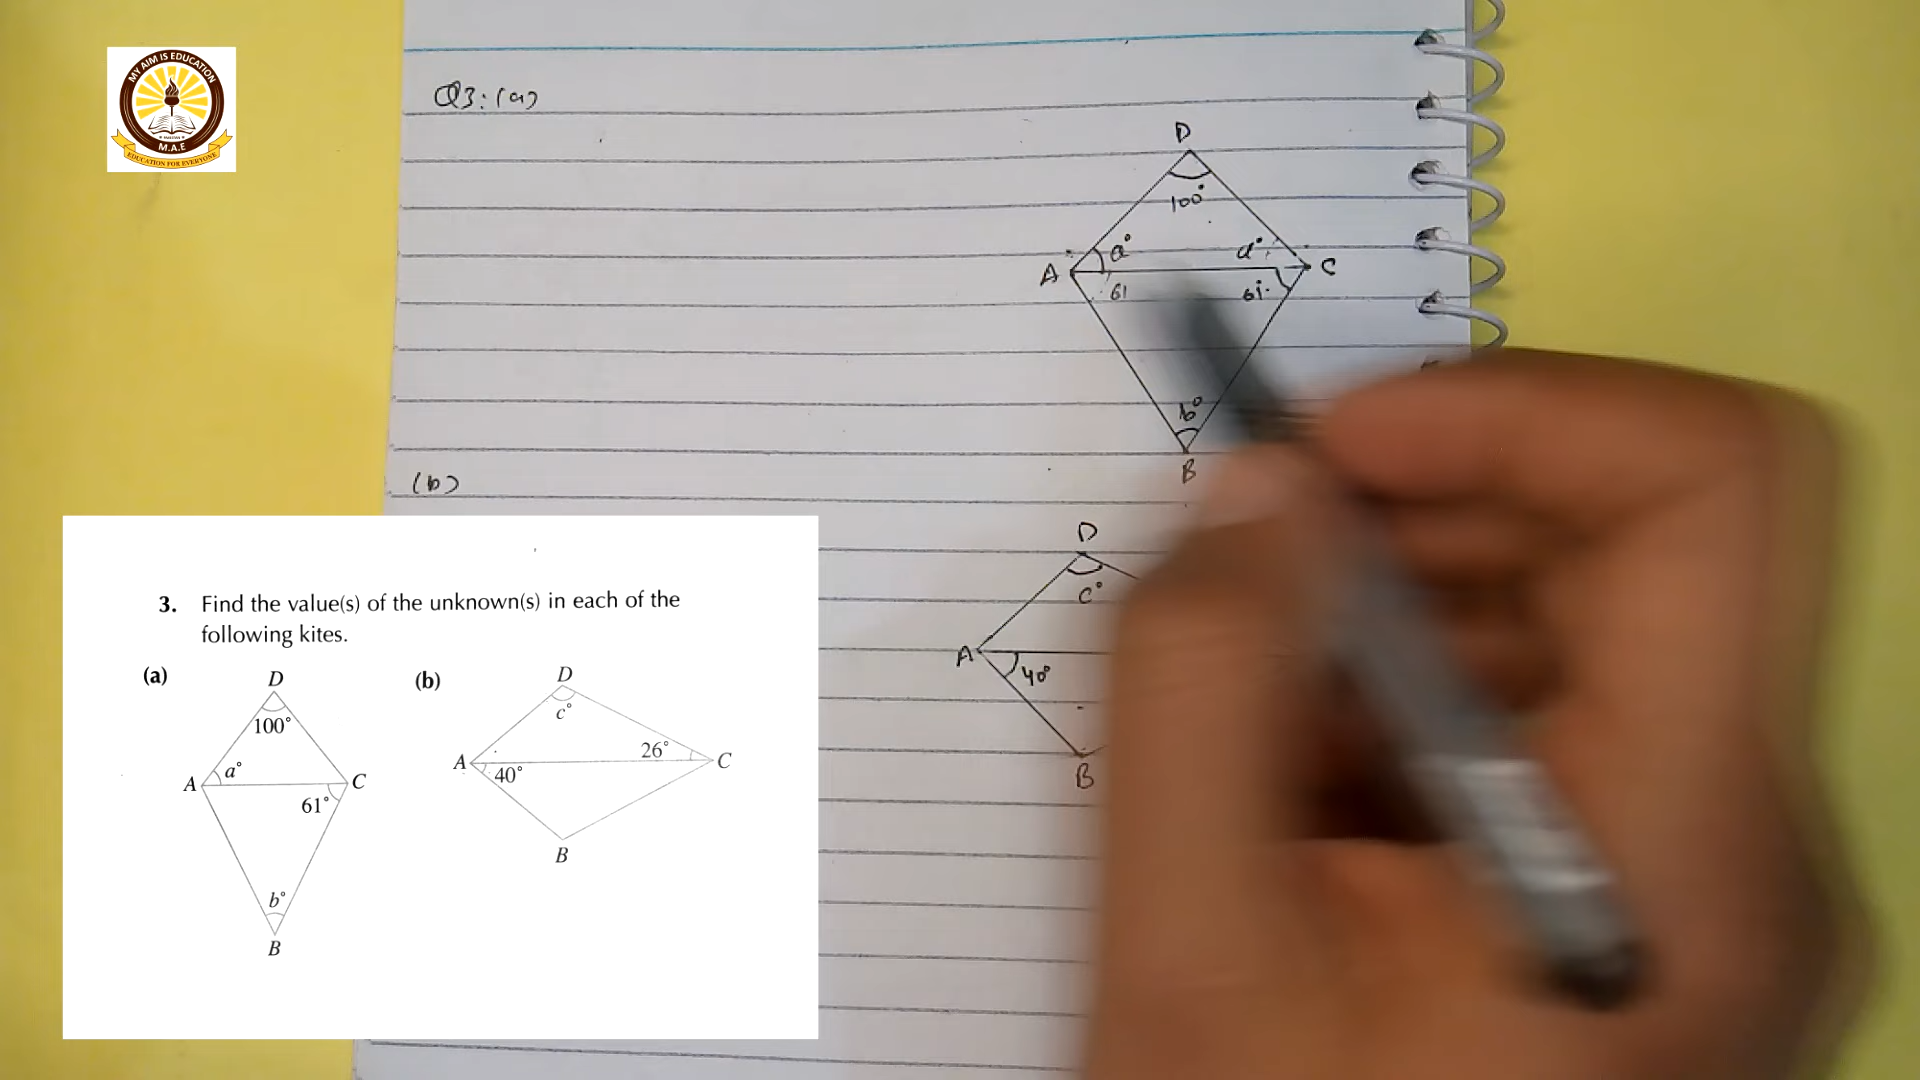 MY AIM IS EDUCATION
M.A.E
EDUCATION FOR EVERYONE
Q3:(a)
D
100°
a° a°
A C
61 61°
b°
B
(b)
D
c°
A
40°
B
3. Find the value(s) of the unknown(s) in each of the
following kites.
(a)
D
100°
a°
A C
61°
b°
B
(b)
D
c°
26°
A C
40°
B